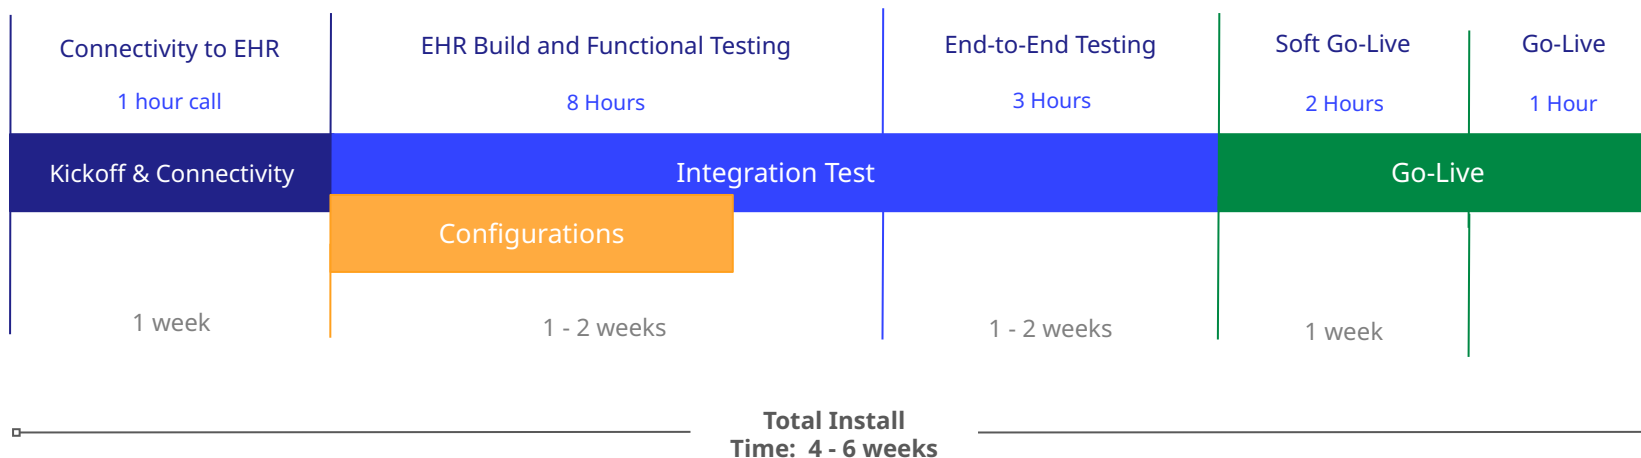 Connectivity to EHR
EHR Build and Functional Testing
End-to-End Testing
Soft Go-Live
Go-Live
1 hour call
8 Hours
3 Hours
2 Hours
1 Hour
Kickoff & Connectivity
Integration Test
Go-Live
Configurations
1 week
1 - 2 weeks
1 - 2 weeks
1 week
Total Install
Time: 4 - 6 weeks